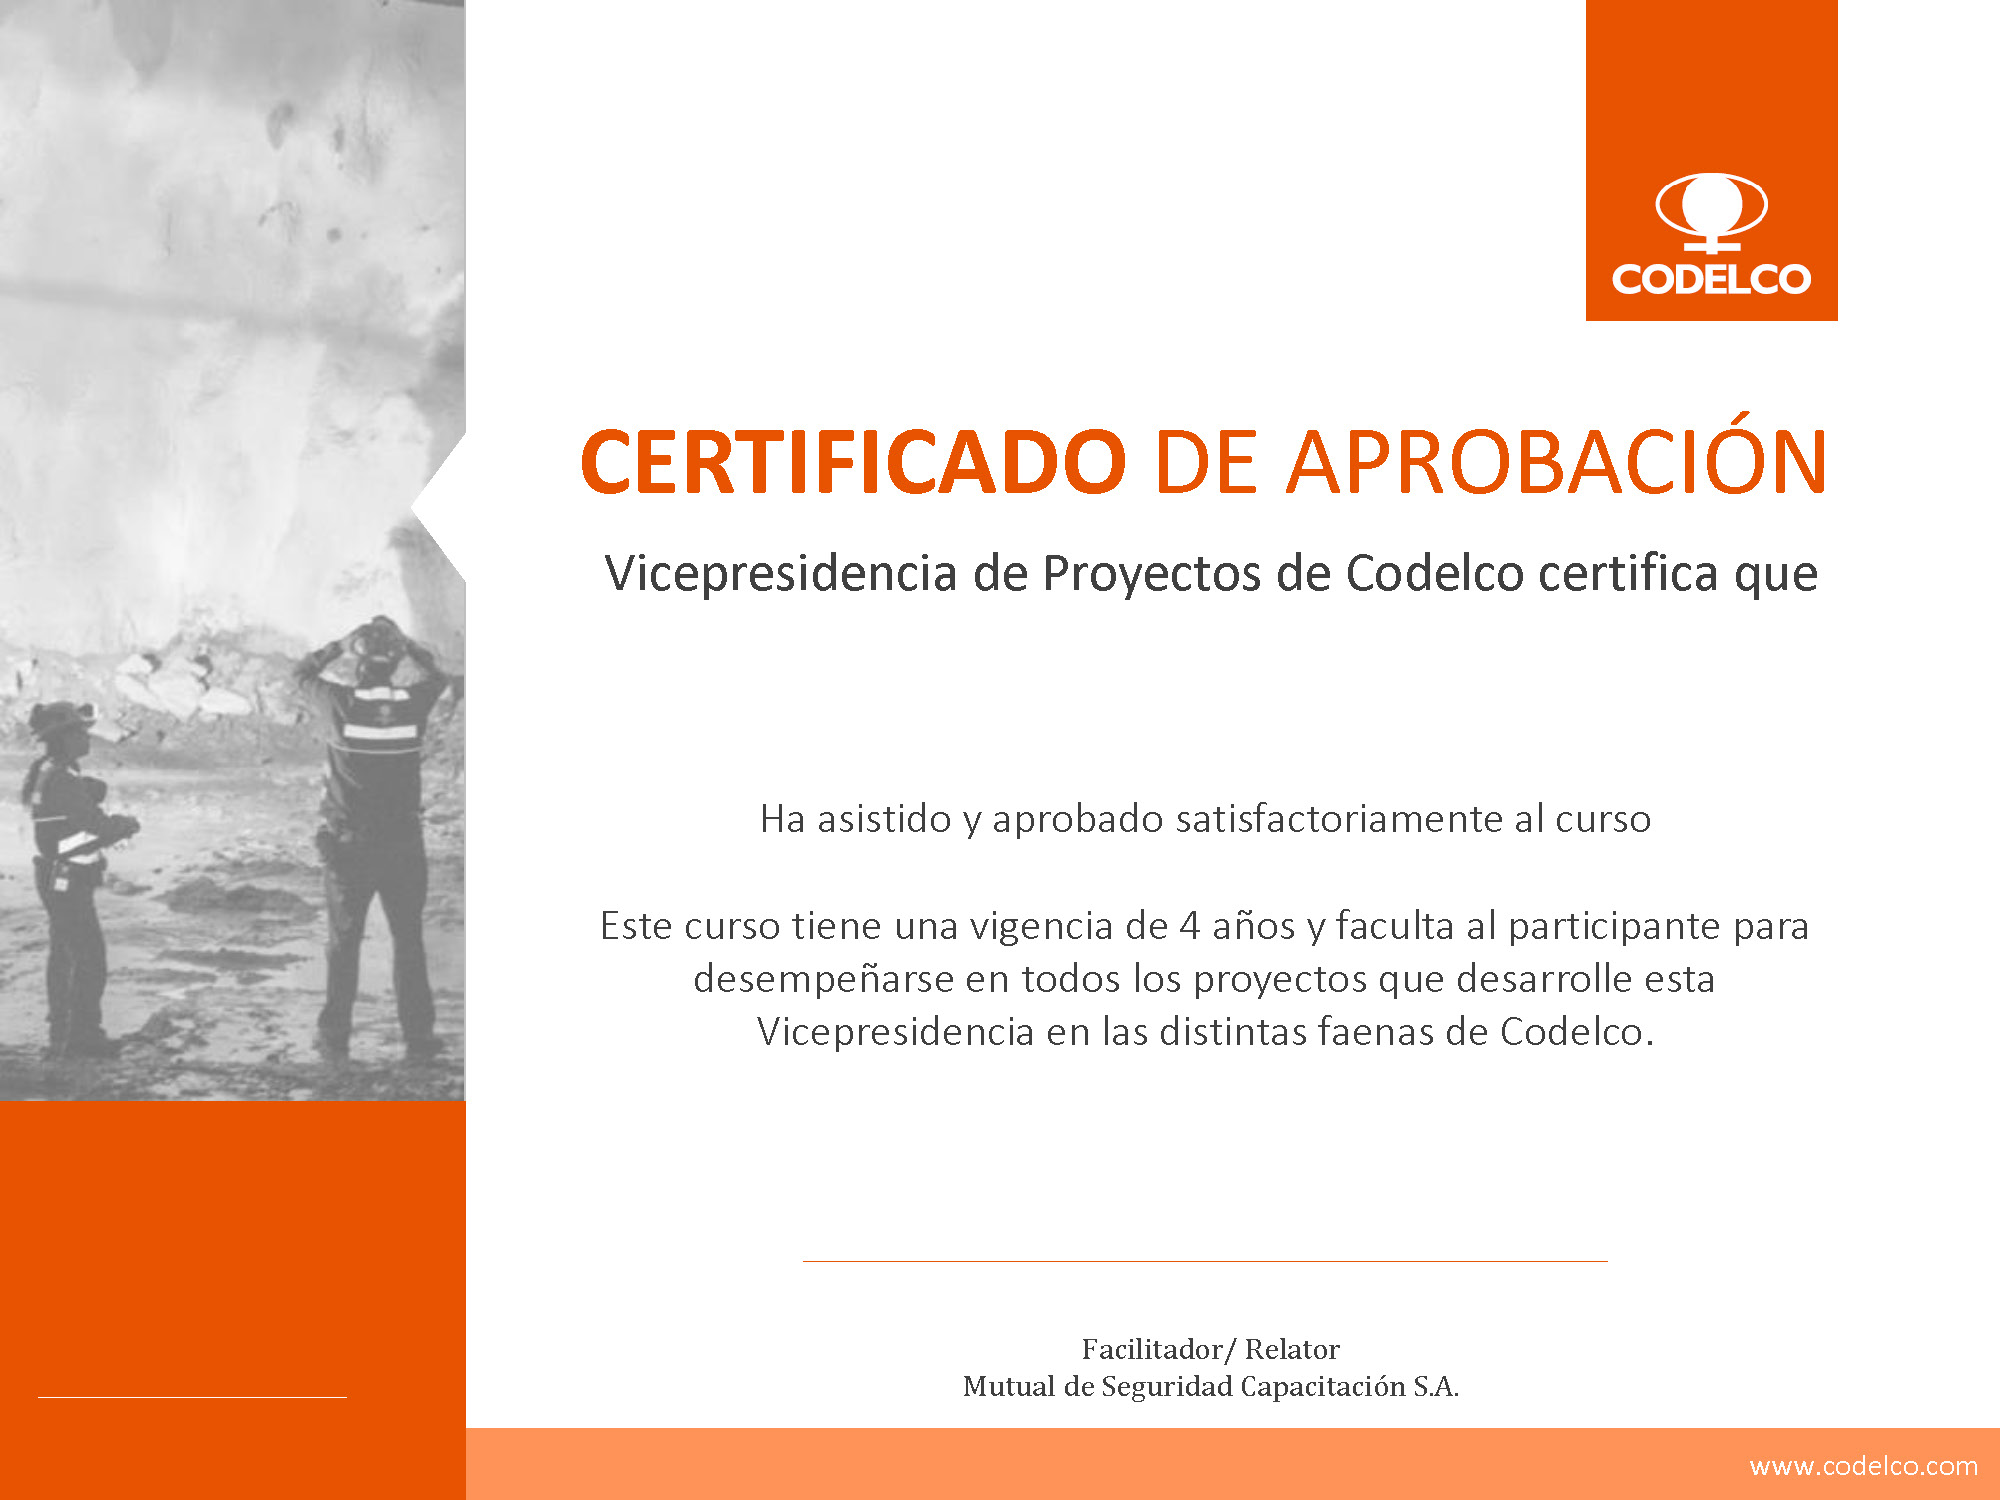 CODELCO
CERTIFICADO DE APROBACIÓN
Vicepresidencia de Proyectos de Codelco certifica que
Ha asistido y aprobado satisfactoriamente al curso
Este curso tiene una vigencia de 4 años y faculta al participante para
desempeñarse en todos los proyectos que desarrolle esta
Vicepresidencia en las distintas faenas de Codelco.
Facilitador/ Relator
Mutual de Seguridad Capacitación S.A.
www.codelco.com